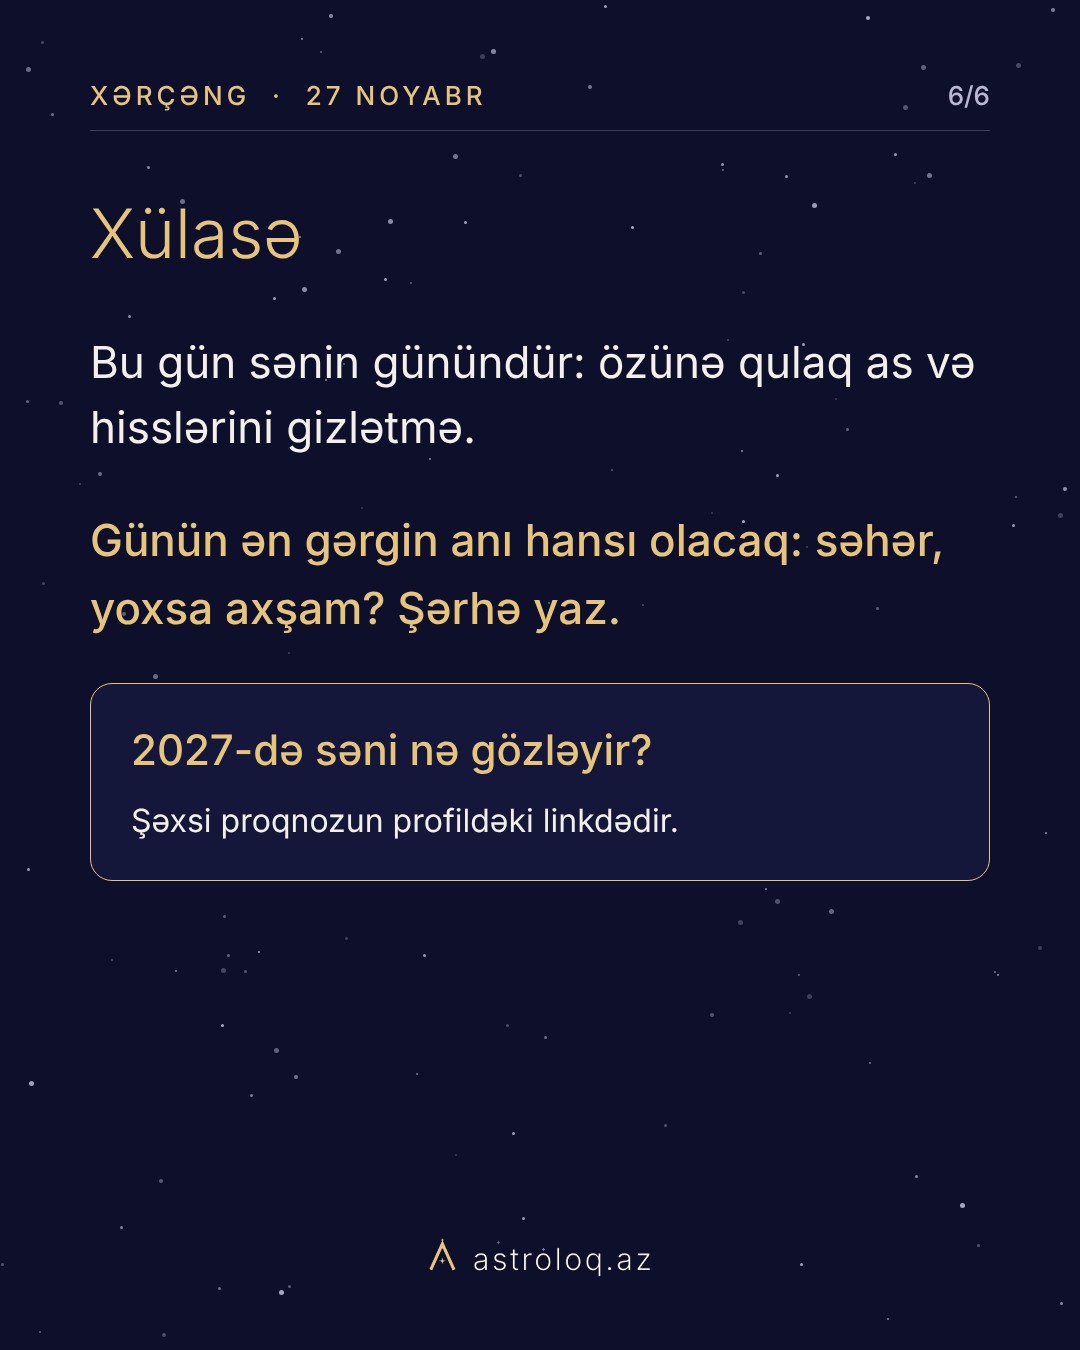 XƏRÇƏNG · 27 NOYABR 6/6
Xülasə
Bu gün sənin günündür: özünə qulaq as və
hisslərini gizlətmə.
Günün ən gərgin anı hansı olacaq: səhər,
yoxsa axşam? Şərhə yaz.
2027-də səni nə gözləyir?
Şəxsi proqnozun profildəki linkdədir.
astroloq.az